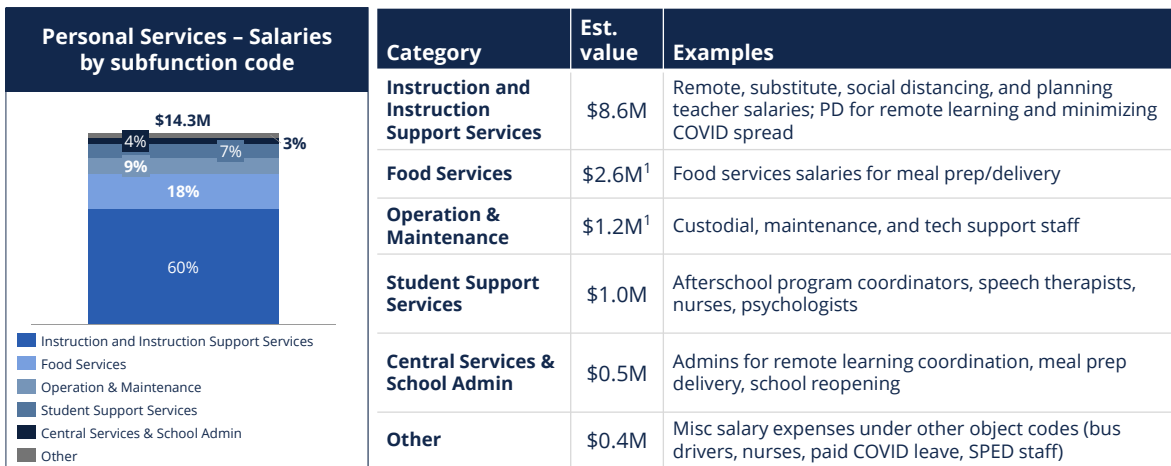 Personal Services – Salaries
by subfunction code
$14.3M
4%
7%
3%
9%
18%
60%
Instruction and Instruction Support Services
Food Services
Operation & Maintenance
Student Support Services
Central Services & School Admin
Other
Category
Est.
value
Examples
Instruction and
Instruction
Support Services
$8.6M
Remote, substitute, social distancing, and planning
teacher salaries; PD for remote learning and minimizing
COVID spread
Food Services
$2.6M¹
Food services salaries for meal prep/delivery
Operation &
Maintenance
$1.2M¹
Custodial, maintenance, and tech support staff
Student Support
Services
$1.0M
Afterschool program coordinators, speech therapists,
nurses, psychologists
Central Services &
School Admin
$0.5M
Admins for remote learning coordination, meal prep
delivery, school reopening
Other
$0.4M
Misc salary expenses under other object codes (bus
drivers, nurses, paid COVID leave, SPED staff)